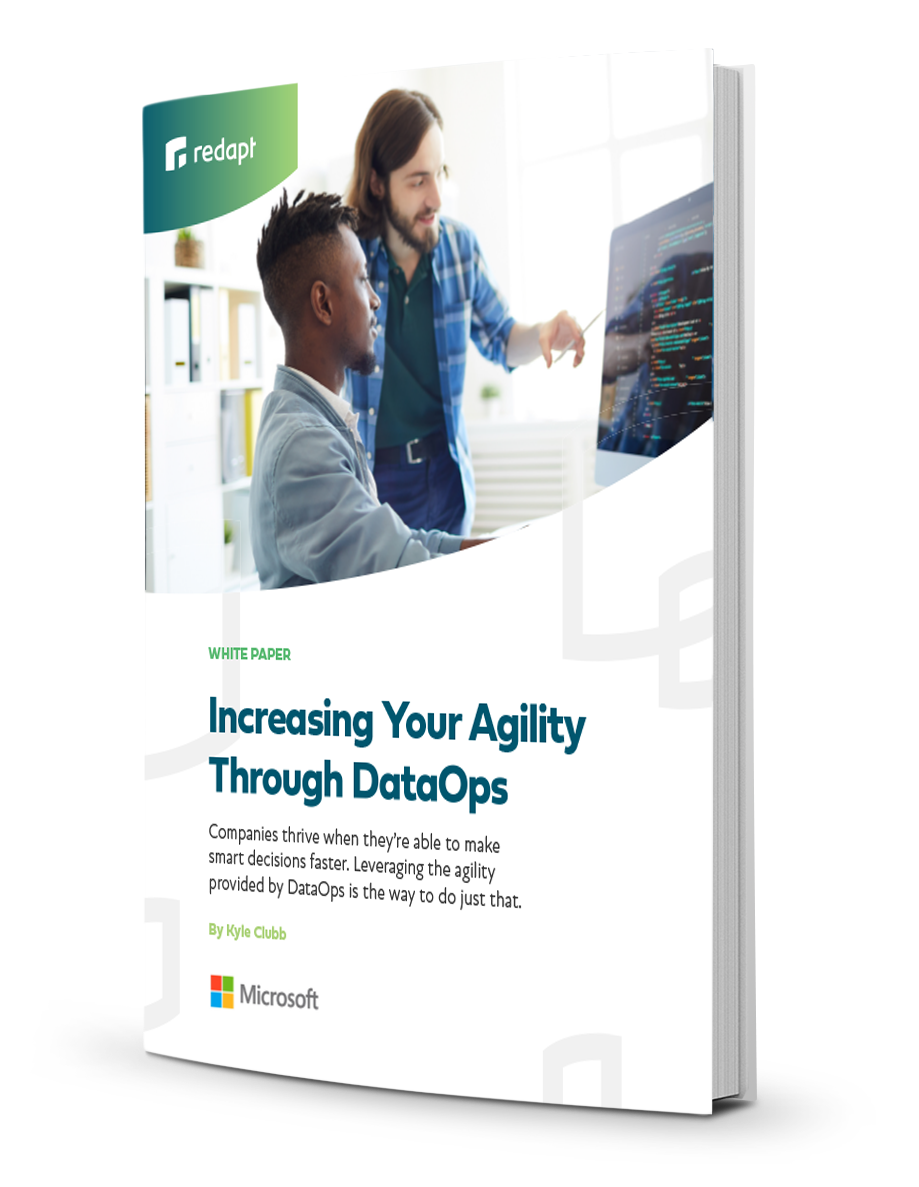 redapt
WHITE PAPER
Increasing Your Agility
Through DataOps
Companies thrive when they're able to make
smart decisions faster. Leveraging the agility
provided by DataOps is the way to do just that.
By Kyle Clubb
Microsoft